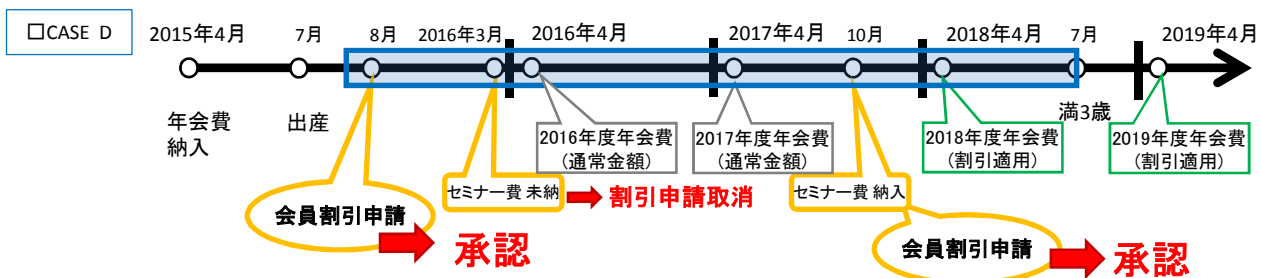 □CASE D
2015年4月
7月
8月
2016年3月
2016年4月
2017年4月
10月
2018年4月
7月
2019年4月
年会費
納入
出産
満3歳
2016年度年会費
(通常金額)
2017年度年会費
(通常金額)
2018年度年会費
(割引適用)
2019年度年会費
(割引適用)
セミナー費 未納
割引申請取消
セミナー費 納入
会員割引申請
承認
会員割引申請
承認